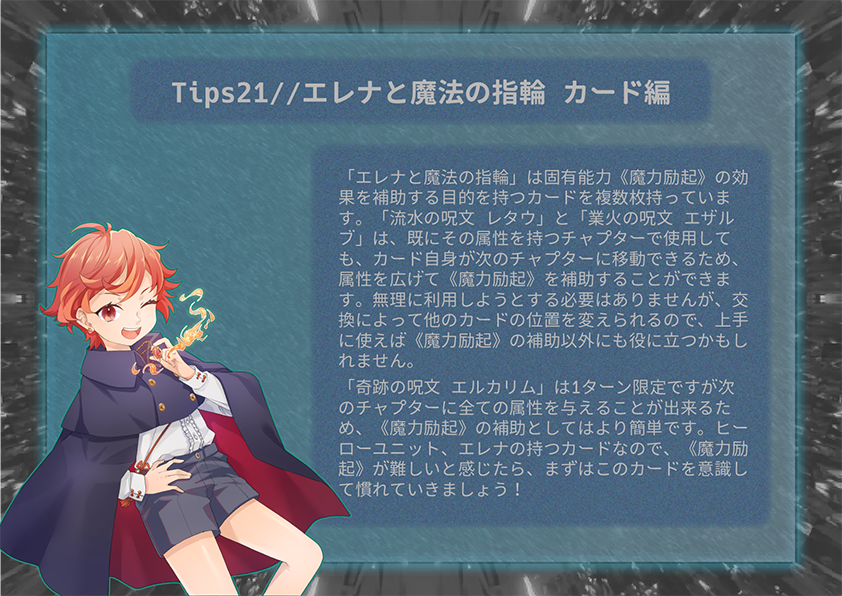 Tips21//エレナと魔法の指輪 カード編
「エレナと魔法の指輪」は固有能力《魔力励起》の効
果を補助する目的を持つカードを複数枚持っていま
す。「流水の呪文 レタウ」と「業火の呪文 エザル
ブ」は、既にその属性を持つチャプターで使用して
も、カード自身が次のチャプターに移動できるため、
属性を広げて《魔力励起》を補助することができま
す。無理に利用しようとする必要はありませんが、交
換によって他のカードの位置を変えられるので、上手
に使えば《魔力励起》の補助以外にも役に立つかもし
れません。
「奇跡の呪文 エルカリム」は1ターン限定ですが次
のチャプターに全ての属性を与えることが出来るた
め、《魔力励起》の補助としてはより簡単です。ヒー
ローユニット、エレナの持つカードなので、《魔力励
起》が難しいと感じたら、まずはこのカードを意識し
て慣れていきましょう！